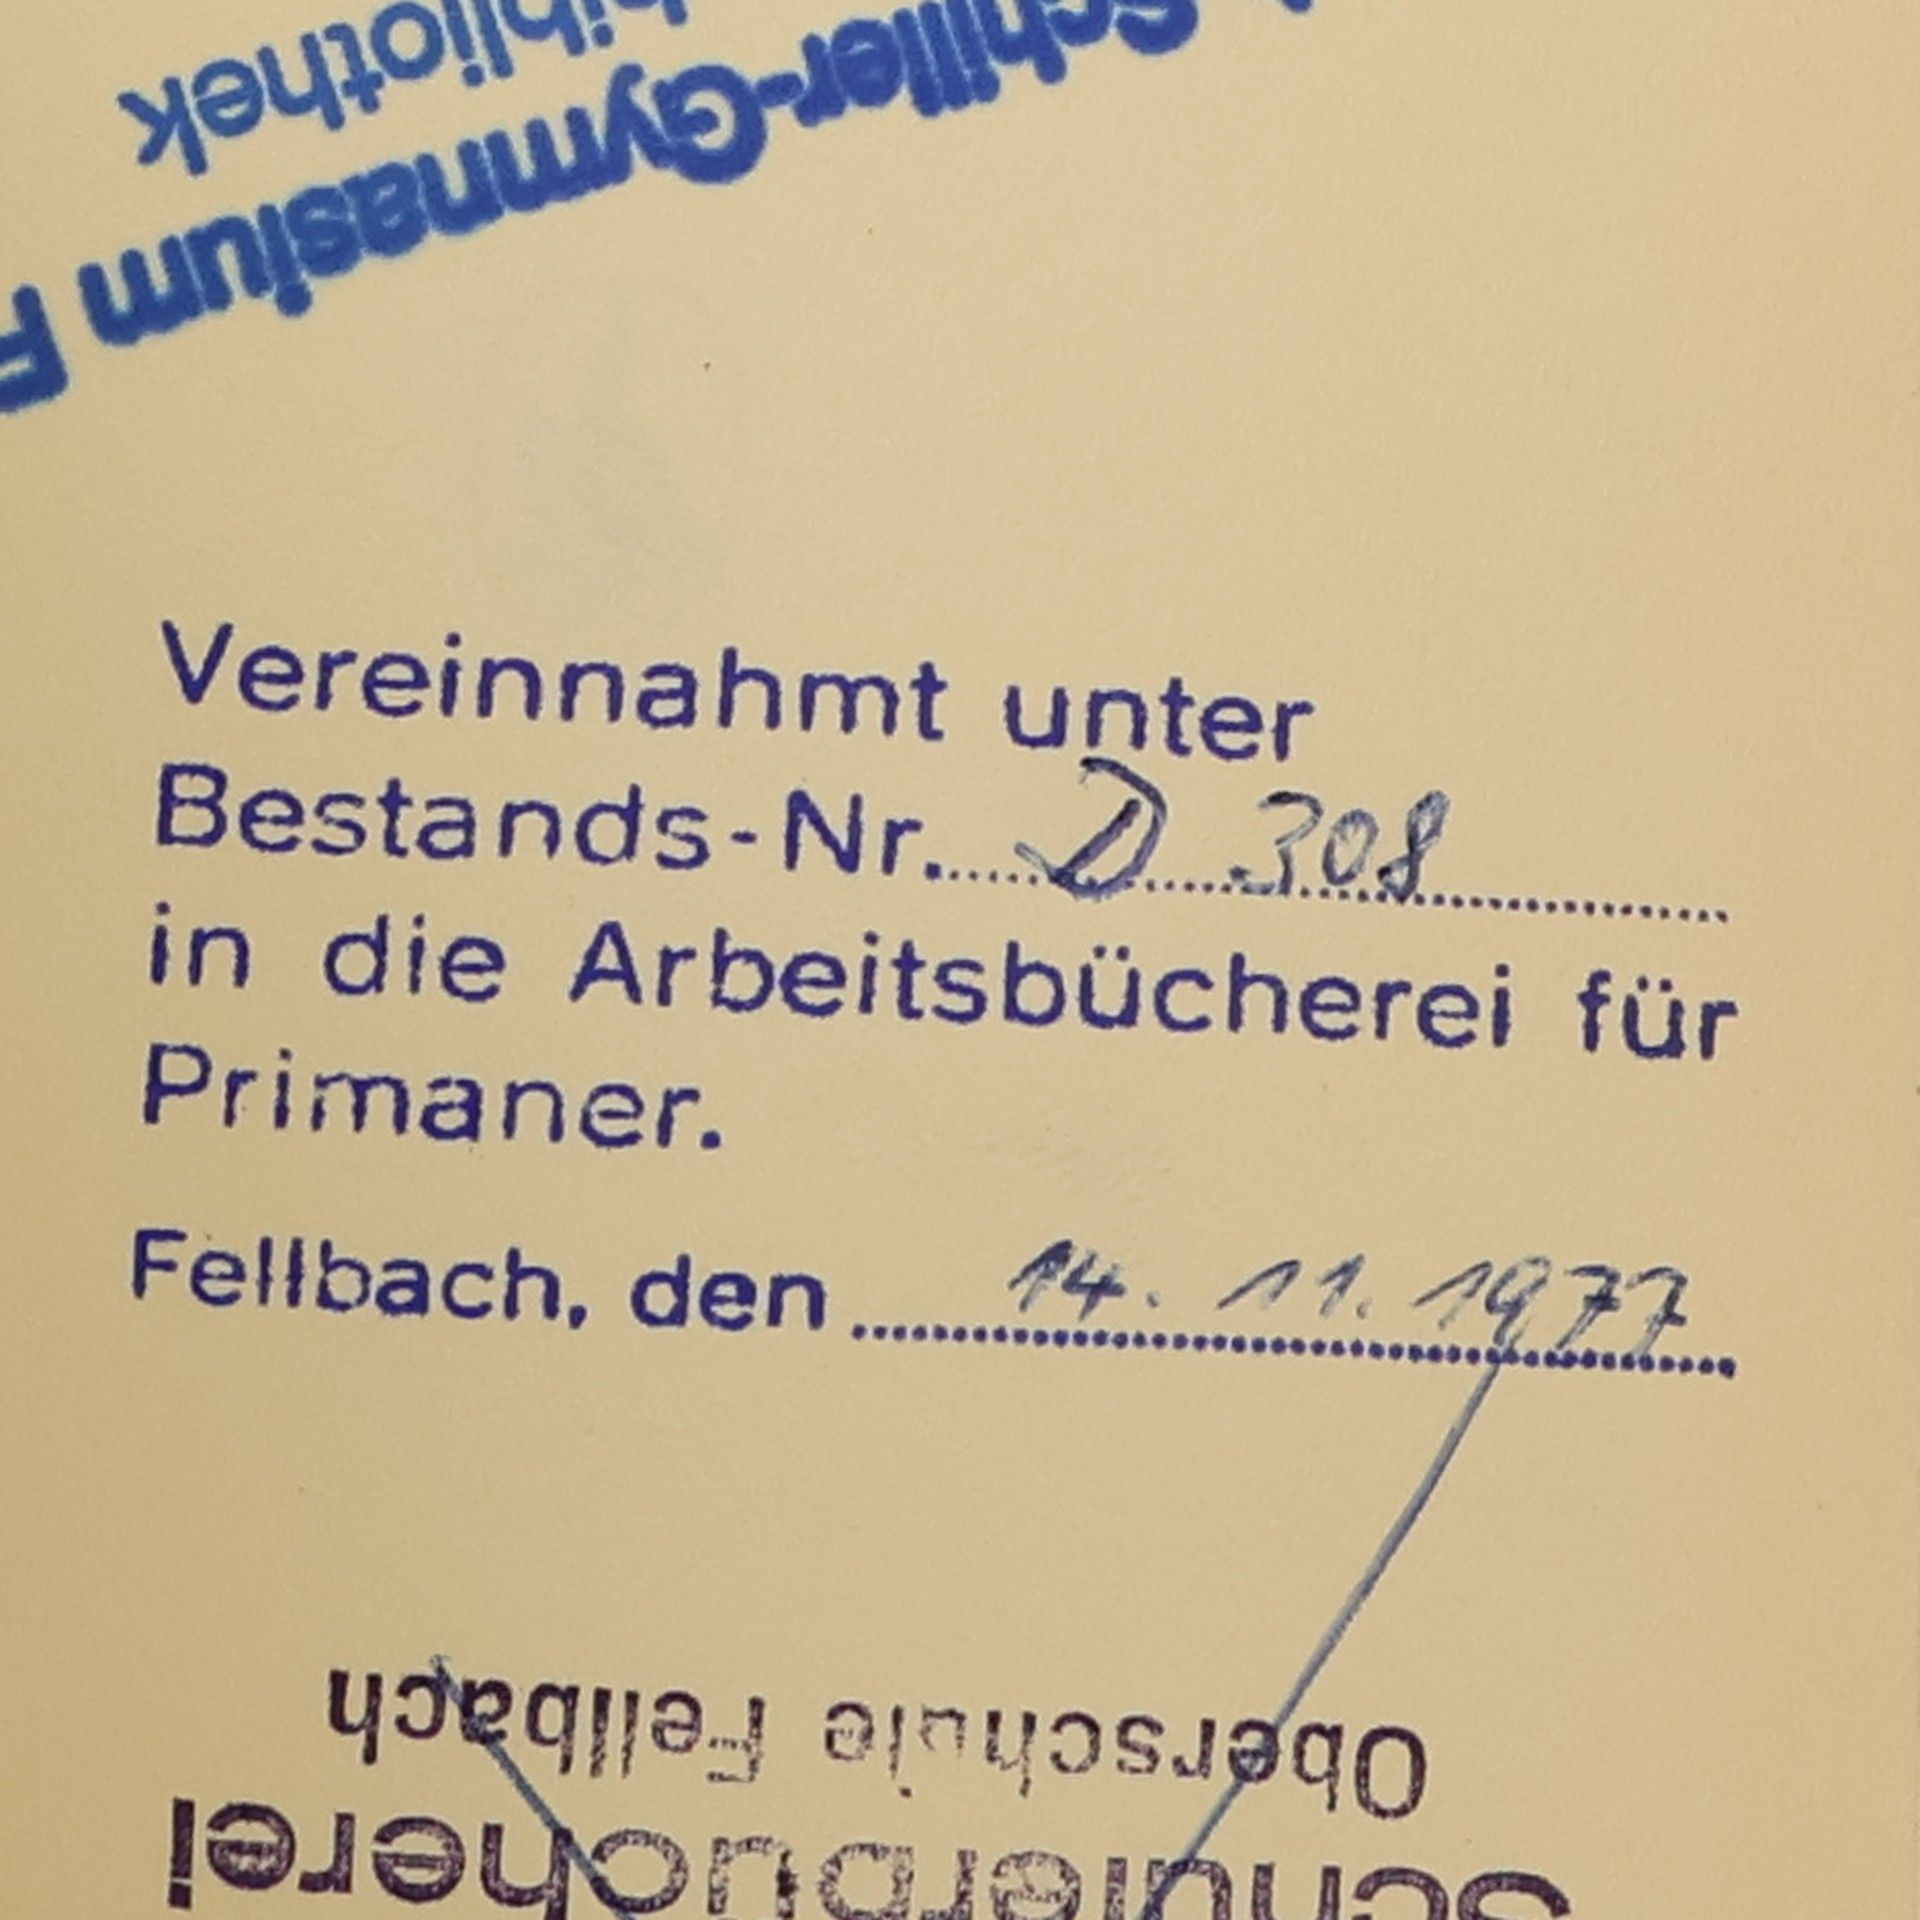 Schiller-Gymnasium F
bibliothek
Vereinnahmt unter
Bestands-Nr. D 308
in die Arbeitsbücherei für
Primaner.
Fellbach, den 14. 11. 1977
Schülerbücherei
Oberschule Fellbach